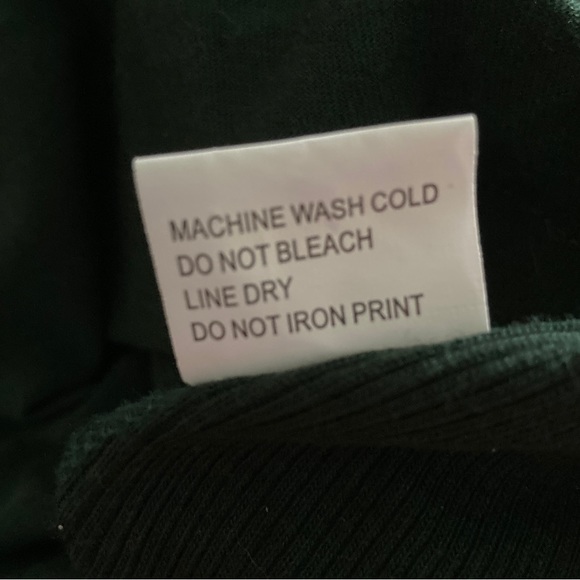 MACHINE WASH COLD
DO NOT BLEACH
LINE DRY
DO NOT IRON PRINT